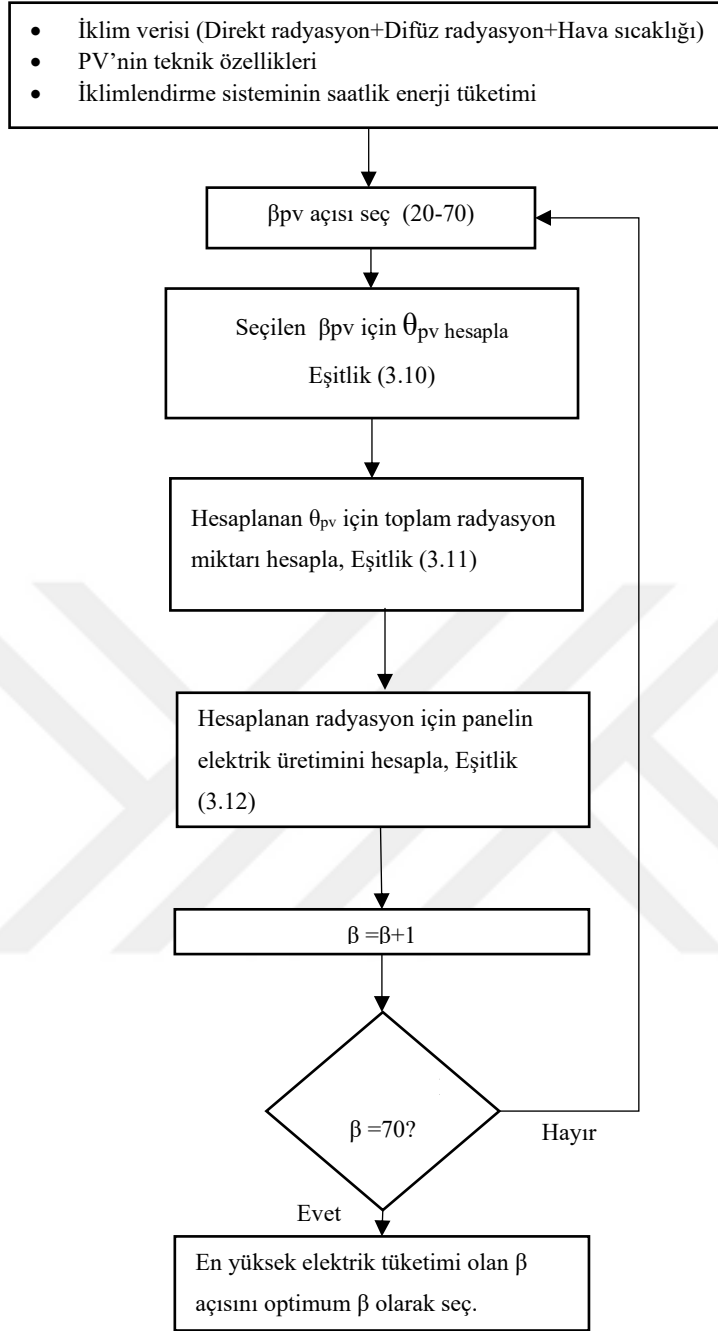 • İklim verisi (Direkt radyasyon+Difüz radyasyon+Hava sıcaklığı)
• PV’nin teknik özellikleri
• İklimlendirme sisteminin saatlik enerji tüketimi
βpv açısı seç (20-70)
Seçilen βpv için θpv hesapla
Eşitlik (3.10)
Hesaplanan θpv için toplam radyasyon
miktarı hesapla, Eşitlik (3.11)
Hesaplanan radyasyon için panelin
elektrik üretimini hesapla, Eşitlik
(3.12)
β =β+1
β =70?
Hayır
Evet
En yüksek elektrik tüketimi olan β
açısını optimum β olarak seç.